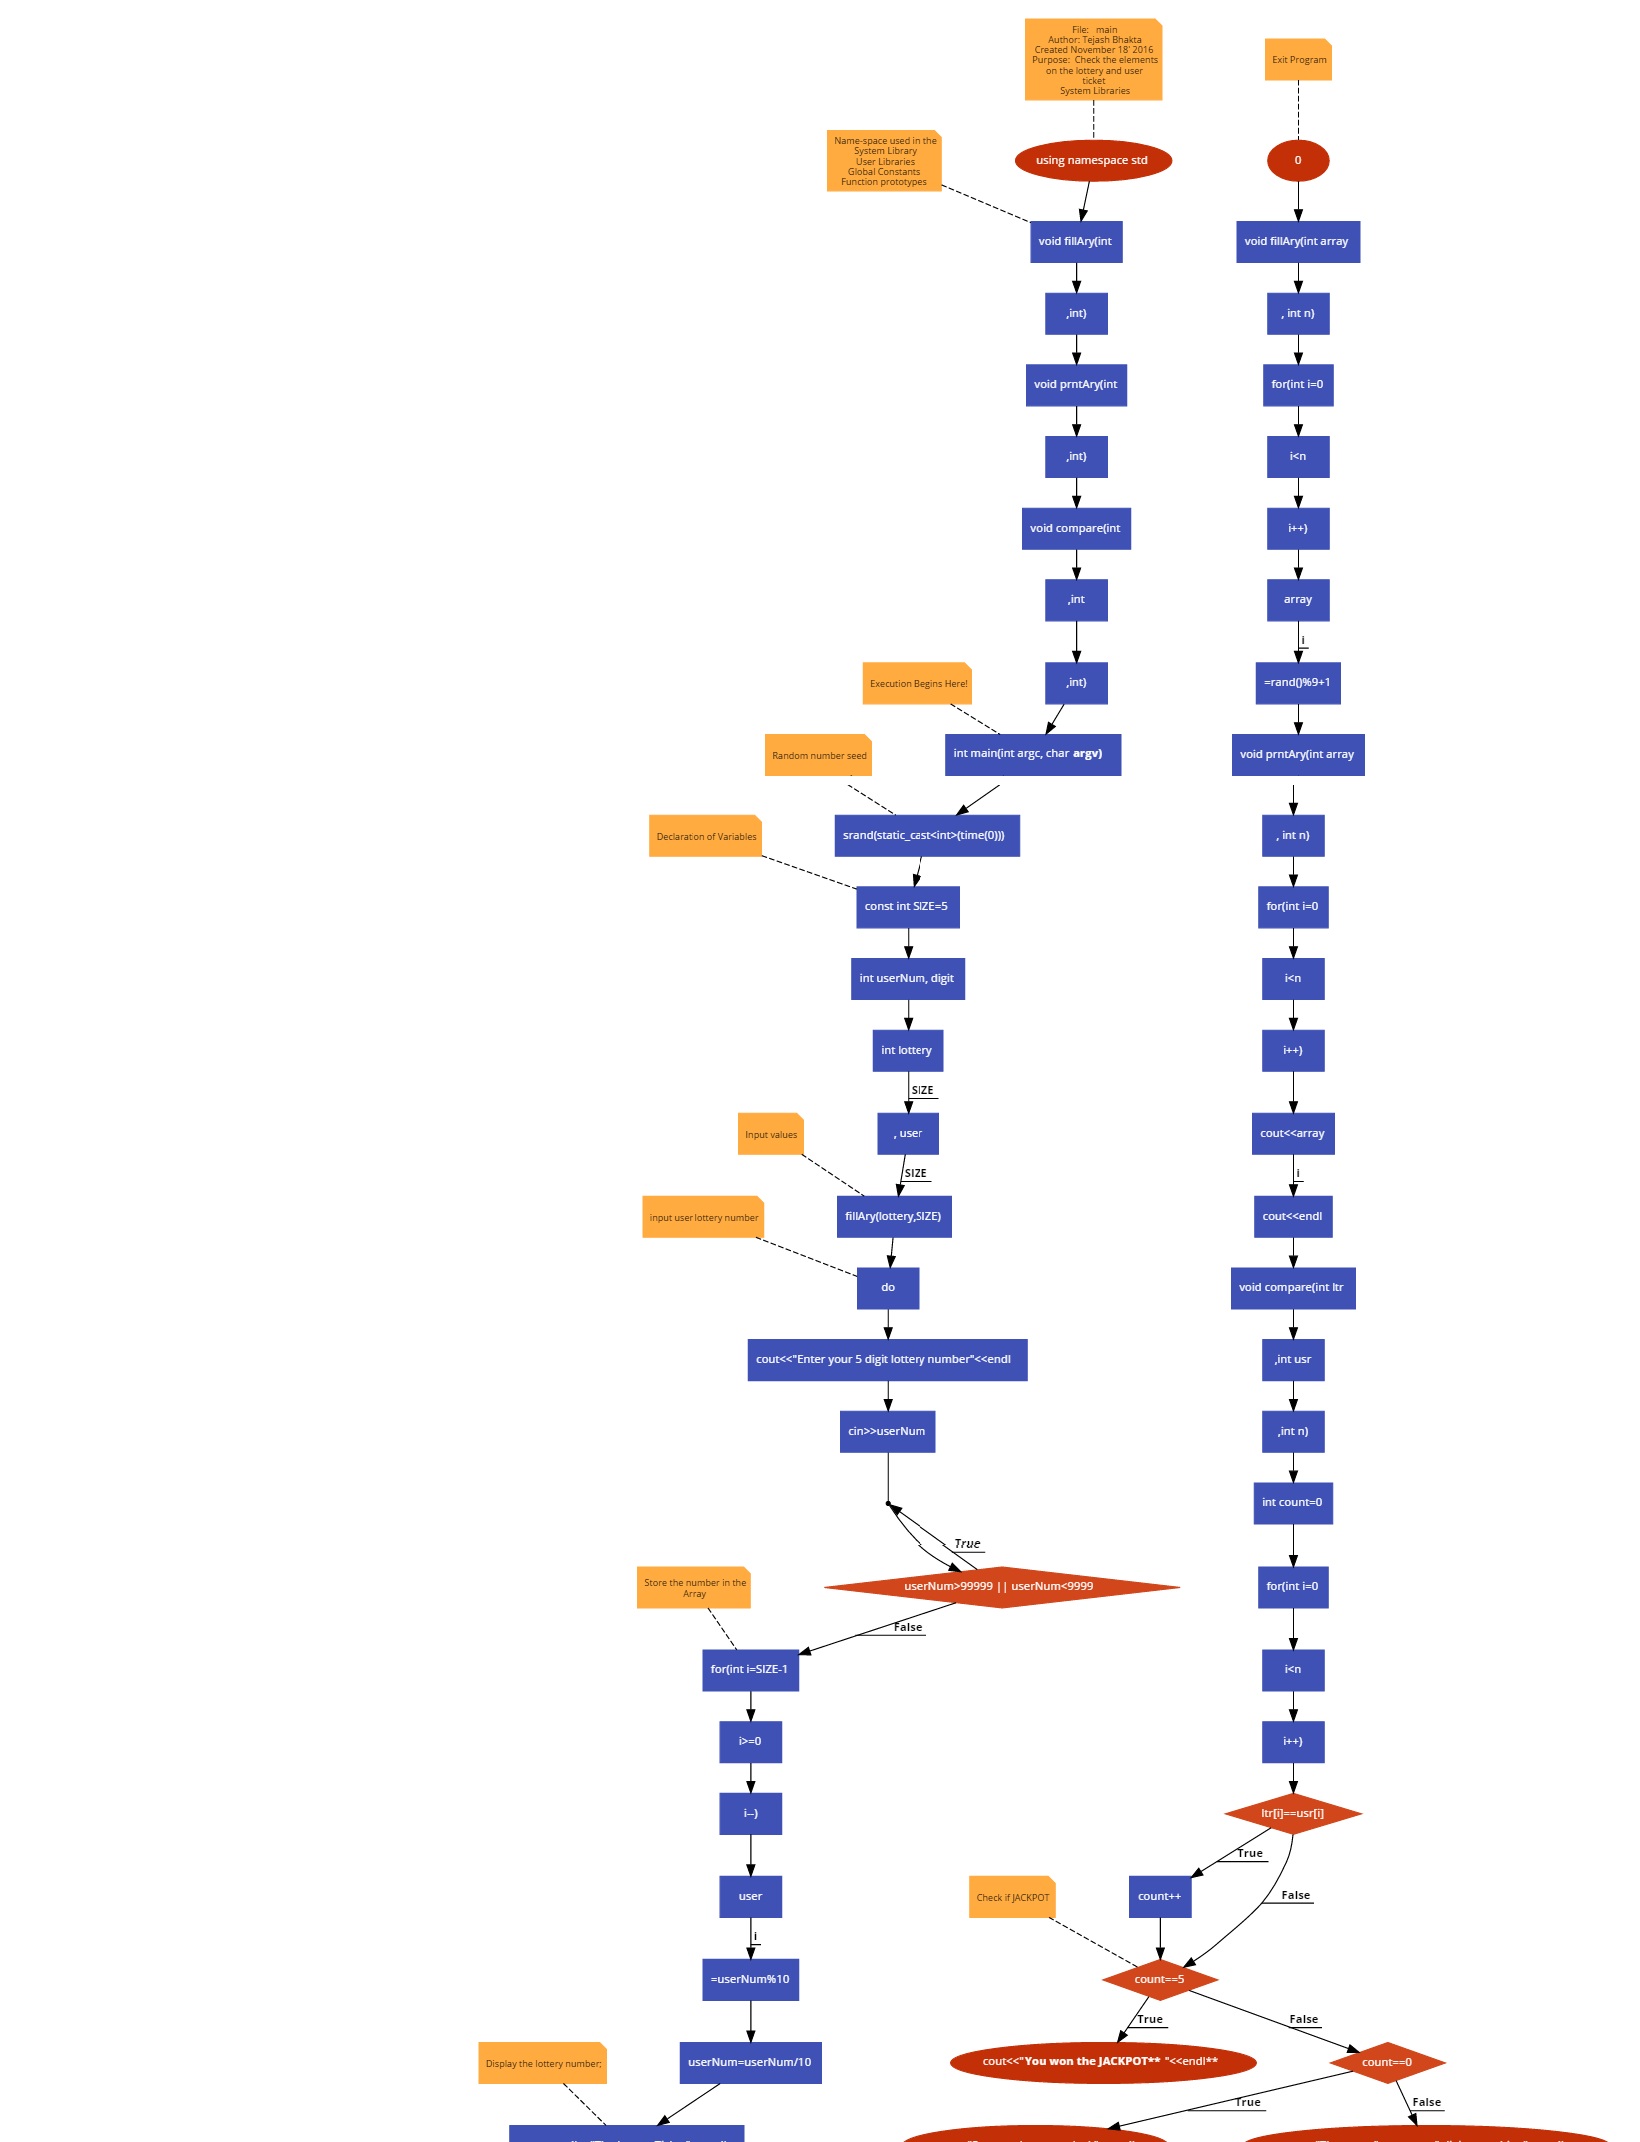 File: main
Author: Tejash Bhakta
Created November 18' 2016
Purpose: Check the elements
on the lottery and user
ticket
System Libraries
Name-space used in the
System Library
User Libraries
Global Constants
Function prototypes
using namespace std
void fillAry(int
,int)
void prntAry(int
,int)
void compare(int
,int
,int)
Execution Begins Here!
int main(int argc, char argv)
Random number seed
srand(static_cast<int>(time(0)))
Declaration of Variables
const int SIZE=5
int userNum, digit
int lottery
SIZE
, user
SIZE
Input values
fillAry(lottery,SIZE)
input user lottery number
do
cout<<"Enter your 5 digit lottery number"<<endl
cin>>userNum
True
userNum>99999 || userNum<9999
False
Store the number in the
Array
for(int i=SIZE-1
i>=0
i--)
user
i
=userNum%10
userNum=userNum/10
Display the lottery number;
Exit Program
0
void fillAry(int array
, int n)
for(int i=0
i<n
i++)
array
i
=rand()%9+1
void prntAry(int array
, int n)
for(int i=0
i<n
i++)
cout<<array
i
cout<<endl
void compare(int ltr
,int usr
,int n)
int count=0
for(int i=0
i<n
i++)
ltr[i]==usr[i]
True
False
count++
Check if JACKPOT
count==5
True
False
cout<<"You won the JACKPOT** "<<endl**
count==0
True
False